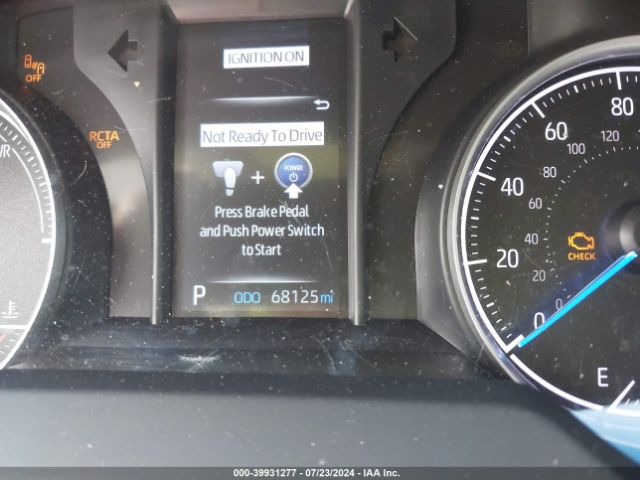 IGNITION ON
OFF
RCTA
OFF
Not Ready To Drive
POWER
+
Press Brake Pedal
and Push Power Switch
to Start
P ODO 68125 mi
80
60
40
20
0
120
100
80
60
40
20
0
CHECK
E
000-39931277 - 07/23/2024 - IAA Inc.